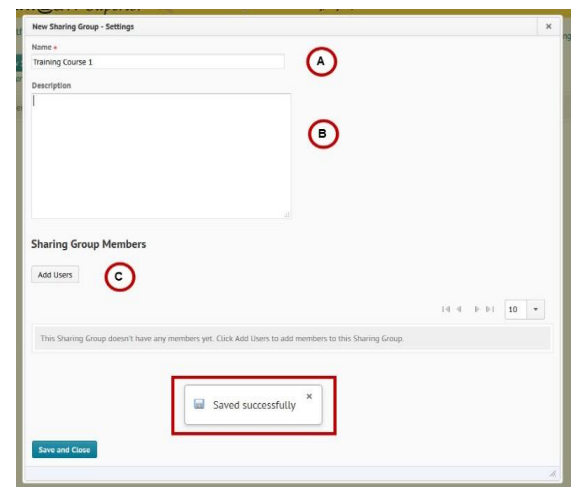 New Sharing Group - Settings ×
Name *
Training Course 1
A
Description
B
Sharing Group Members
Add Users
C
10
This Sharing Group doesn't have any members yet. Click Add Users to add members to this Sharing Group.
Saved successfully ×
Save and Close